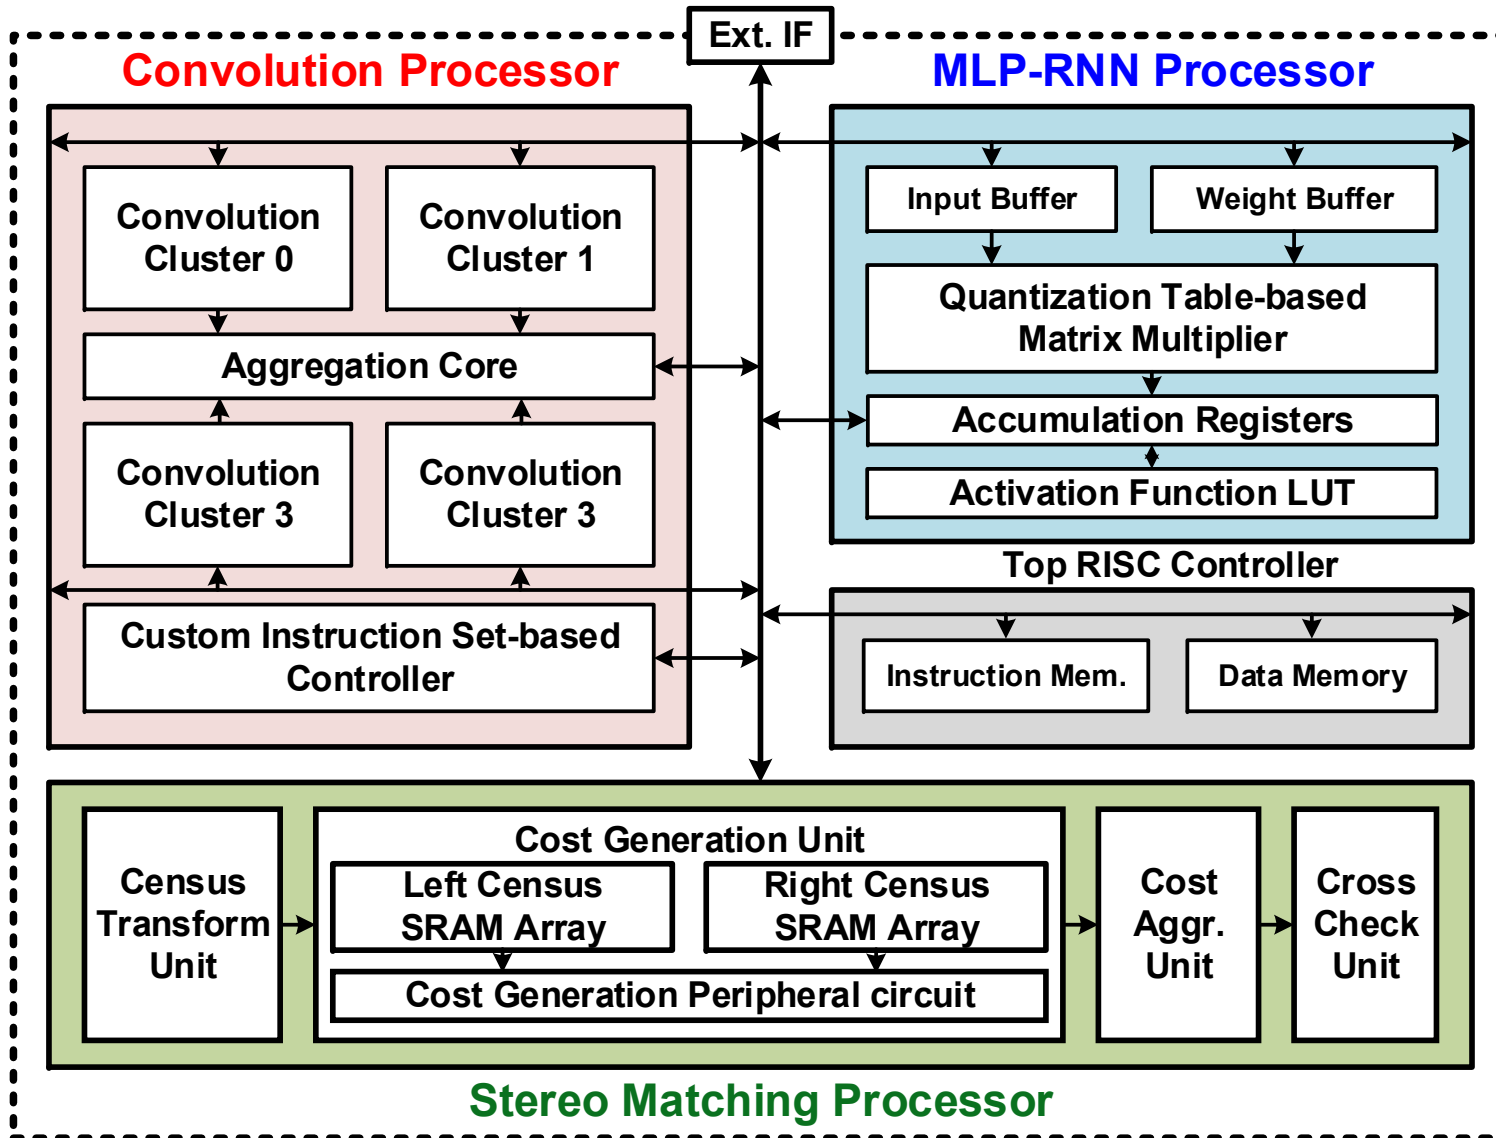 Ext. IF
Convolution Processor
MLP-RNN Processor
Convolution
Cluster 0
Convolution
Cluster 1
Aggregation Core
Convolution
Cluster 3
Convolution
Cluster 3
Custom Instruction Set-based
Controller
Input Buffer
Weight Buffer
Quantization Table-based
Matrix Multiplier
Accumulation Registers
Activation Function LUT
Top RISC Controller
Instruction Mem.
Data Memory
Census
Transform
Unit
Cost Generation Unit
Left Census
SRAM Array
Right Census
SRAM Array
Cost Generation Peripheral circuit
Cost
Aggr.
Unit
Cross
Check
Unit
Stereo Matching Processor